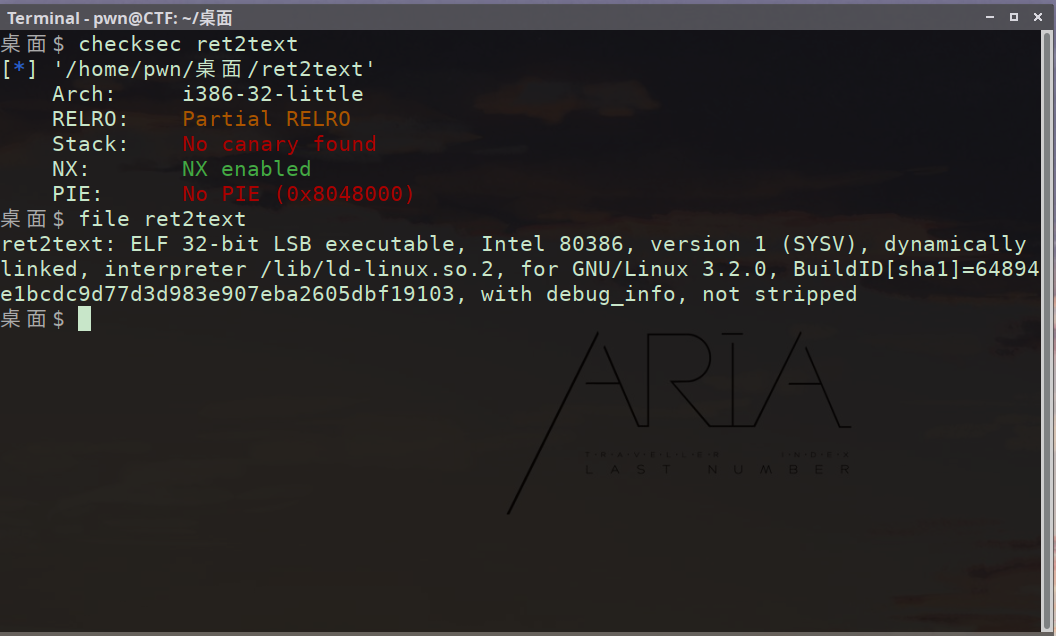 Terminal - pwn@CTF: ~/桌面
桌面$ checksec ret2text
[*] '/home/pwn/桌面/ret2text'
Arch: i386-32-little
RELRO: Partial RELRO
Stack: No canary found
NX: NX enabled
PIE: No PIE (0x8048000)
桌面$ file ret2text
ret2text: ELF 32-bit LSB executable, Intel 80386, version 1 (SYSV), dynamically
linked, interpreter /lib/ld-linux.so.2, for GNU/Linux 3.2.0, BuildID[sha1]=64894
e1bcdc9d77d3d983e907eba2605dbf19103, with debug_info, not stripped
桌面$
ARIA
LAST NUMBER